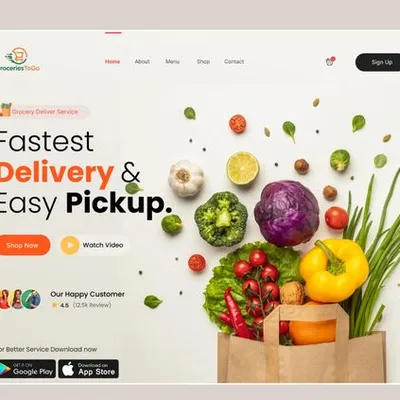 GroceriesToGo
Home About Menu Shop Contact Sign Up
Grocery Deliver Service
Fastest
Delivery &
Easy Pickup.
Shop Now Watch Video
Our Happy Customer
4.5 (12.5k Review)
For Better Service Download now
GET IT ON
Google Play
Download on the
App Store